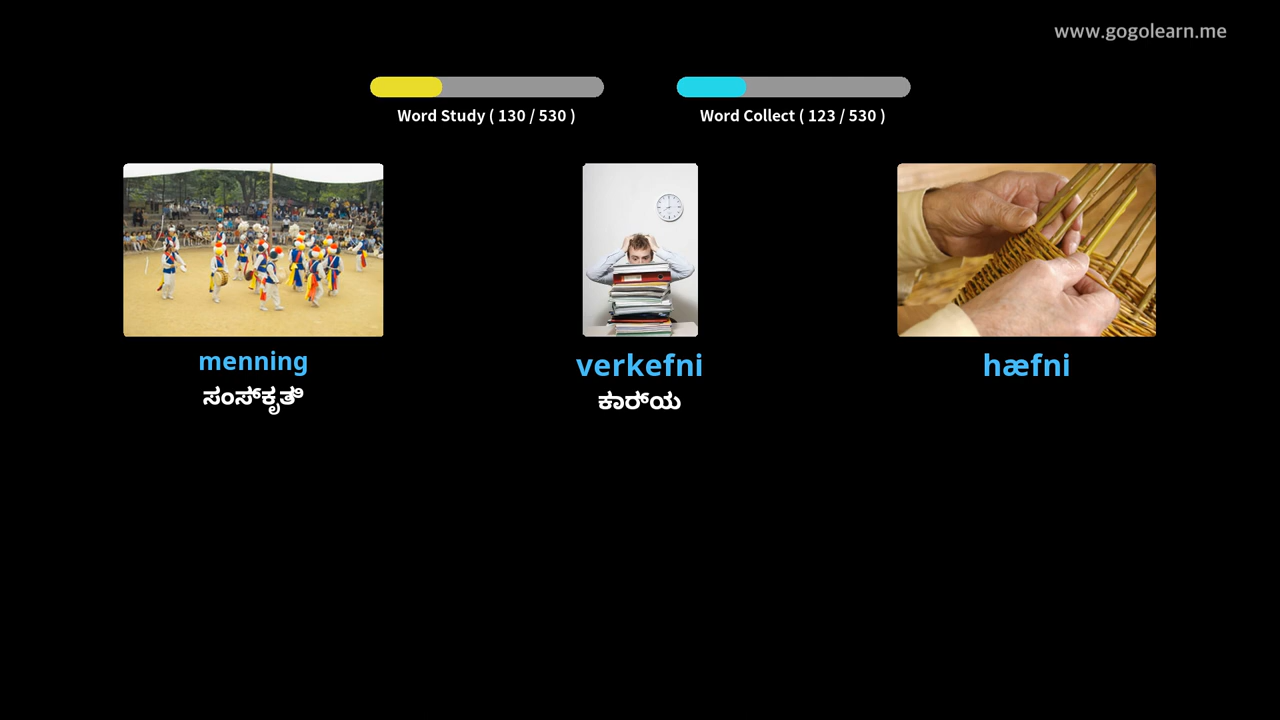 www.gogolearn.me
Word Study ( 130 / 530 )
Word Collect ( 123 / 530 )
menning
ಸಂಸ್ಕೃತಿ
verkefni
ಕಾರ್ಯ
hæfni